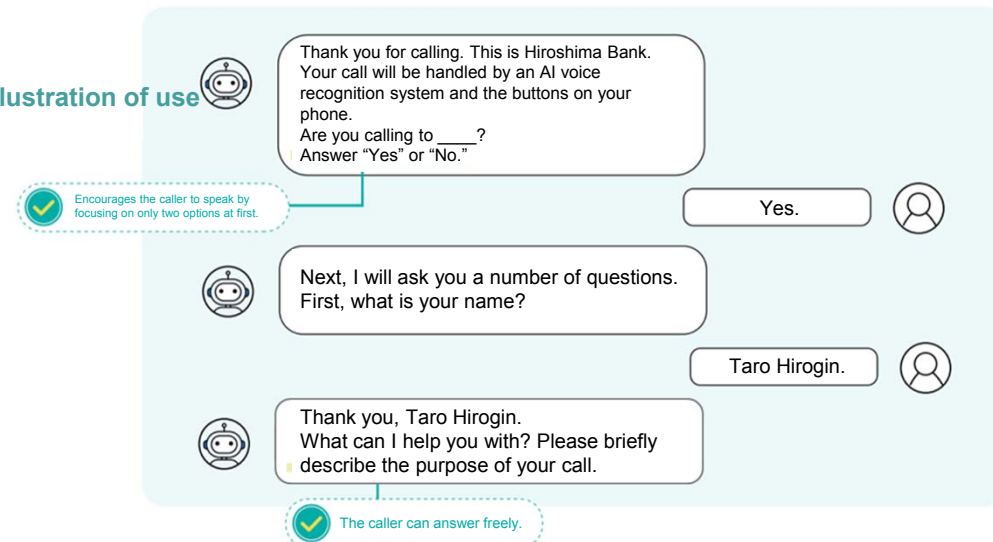 Thank you for calling. This is Hiroshima Bank.
Your call will be handled by an AI voice
recognition system and the buttons on your
phone.
Are you calling to ____?
Answer “Yes” or “No.”
lustration of use
Encourages the caller to speak by
focusing on only two options at first.
Yes.
Next, I will ask you a number of questions.
First, what is your name?
Taro Hirogin.
Thank you, Taro Hirogin.
What can I help you with? Please briefly
describe the purpose of your call.
The caller can answer freely.